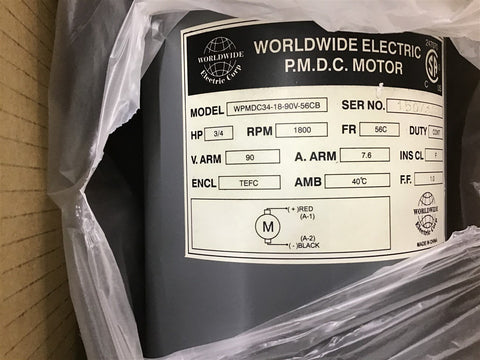 WORLDWIDE
Electric Corp
WORLDWIDE ELECTRIC
P.M.D.C. MOTOR
MODEL WPMDC34-18-90V-56CB SER NO.
HP 3/4 RPM 1800 FR 56C DUTY CONT
V. ARM 90 A. ARM 7.6 INS CL F
ENCL TEFC AMB 40°C F.F. 1.0
(+)RED
(A-1)
M
(A-2)
(-)BLACK
WORLDWIDE
Electric Corp
MADE IN CHINA